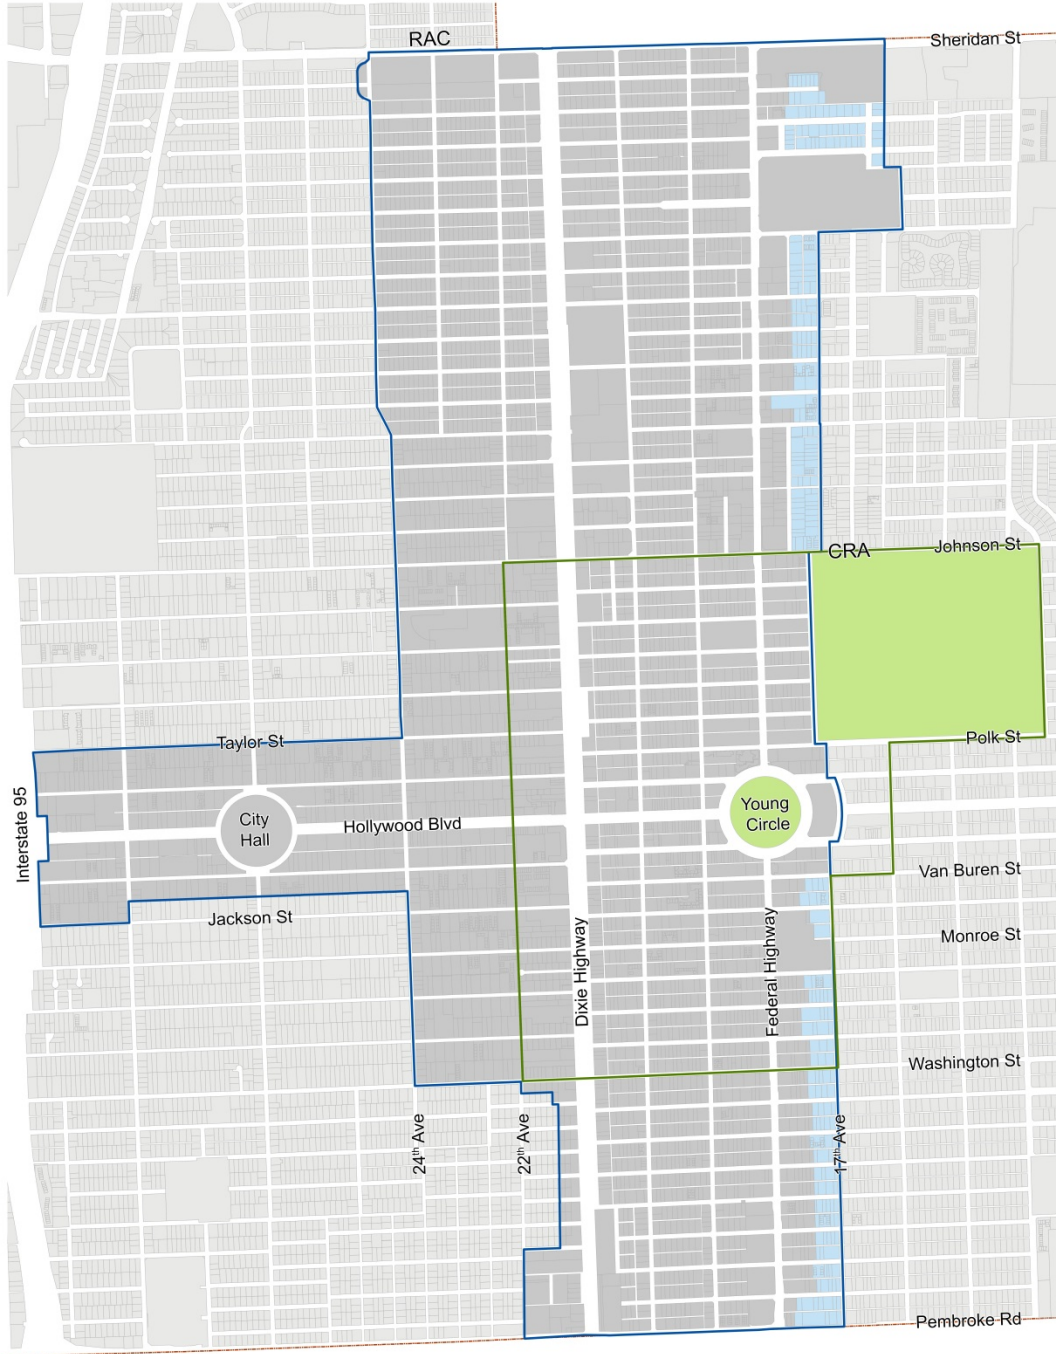 RAC
Sheridan St
CRA
Johnson St
Taylor St
Polk St
Interstate 95
City
Hall
Hollywood Blvd
Young
Circle
Van Buren St
Jackson St
Monroe St
Dixie Highway
Federal Highway
Washington St
24th Ave
22th Ave
17th Ave
Pembroke Rd